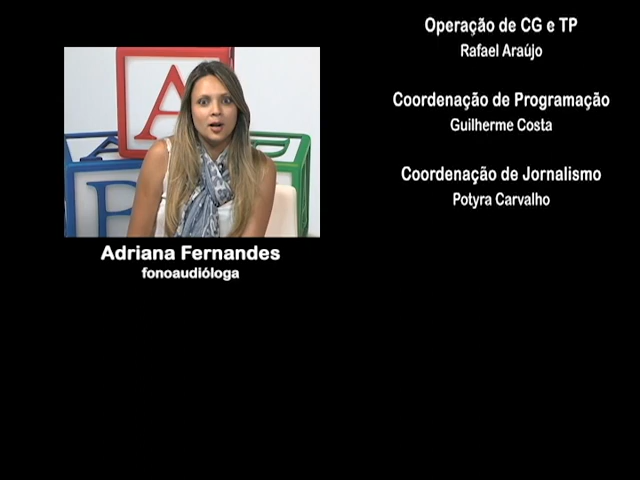 Operação de CG e TP
Rafael Araújo
Coordenação de Programação
Guilherme Costa
Coordenação de Jornalismo
Potyra Carvalho
A
Adriana Fernandes
fonoaudióloga